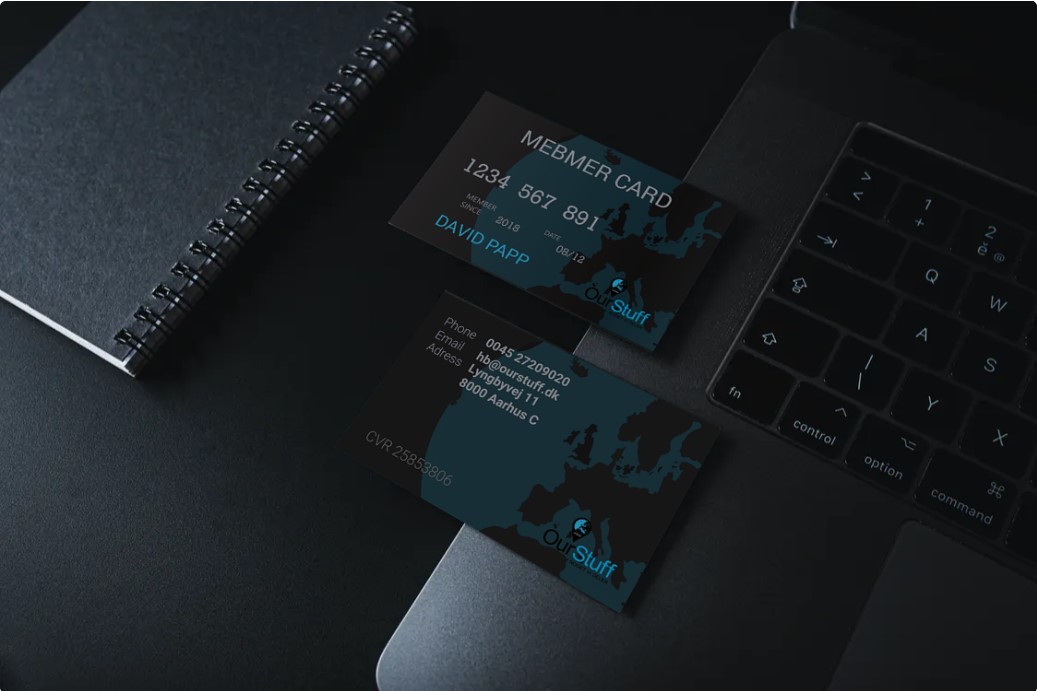 MEBMER CARD
1234 567 891
MEMBER
SINCE
2018
DATE
08/12
DAVID PAPP
OurStuff
Phone 0045 27209020
Email hb@ourstuff.dk
Adress Lyngbyvej 11
8000 Aarhus C
CVR 25853806
OurStuff
>
<
1
+
2
ě @
Q
W
A
S
fn
Y
X
control
option
command